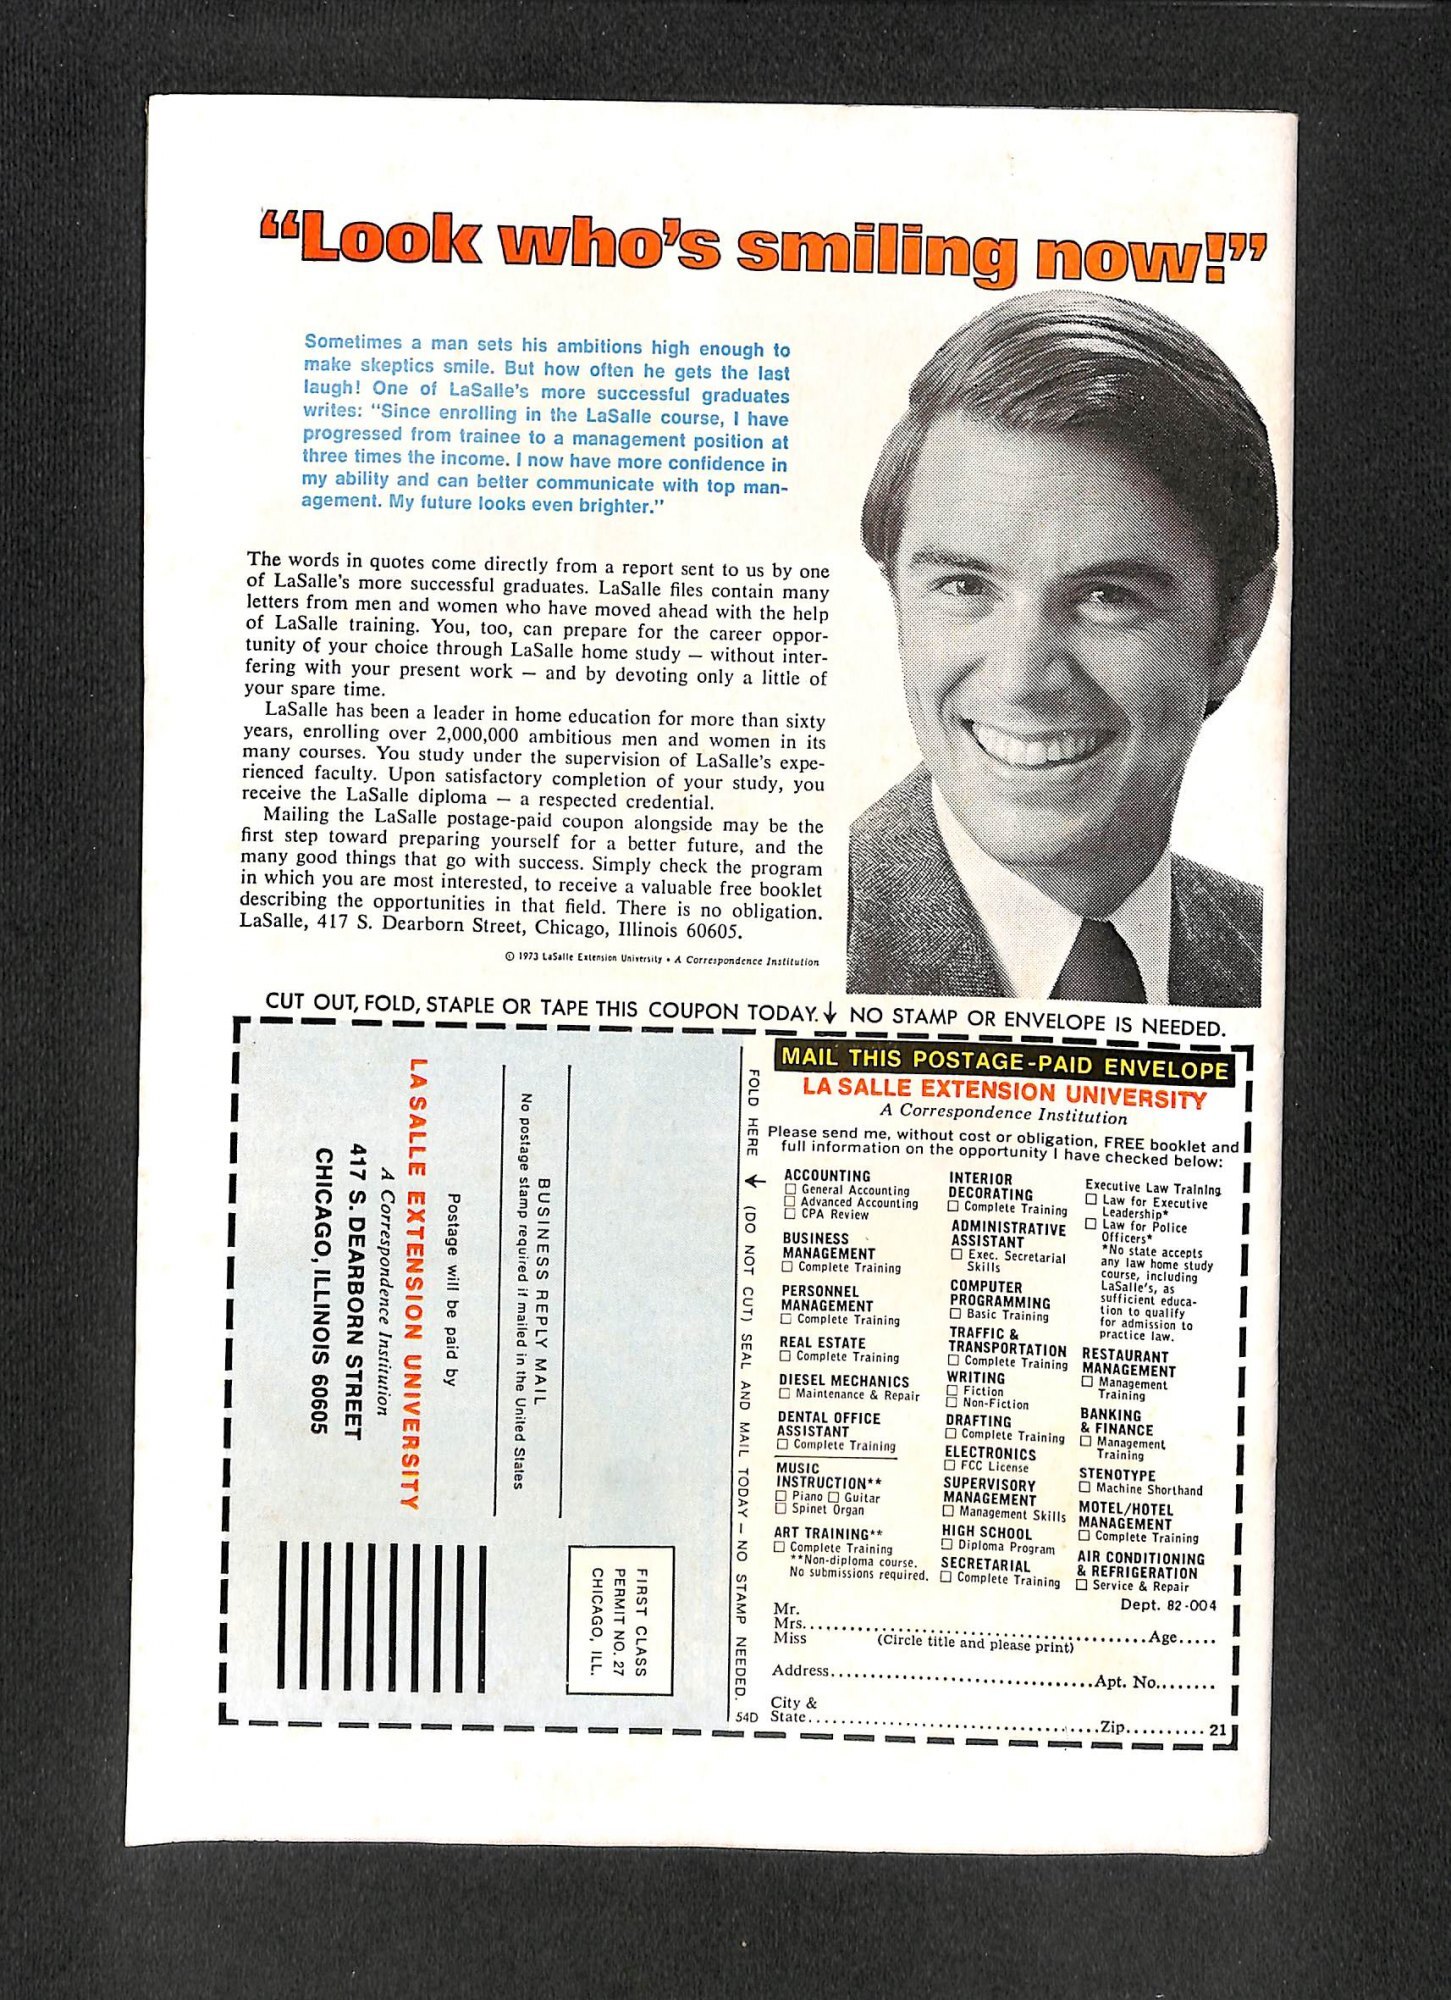 “Look who’s smiling now!”
Sometimes a man sets his ambitions high enough to
make skeptics smile. But how often he gets the last
laugh! One of LaSalle's more successful graduates
writes: “Since enrolling in the LaSalle course, I have
progressed from trainee to a management position at
three times the income. I now have more confidence in
my ability and can better communicate with top man-
agement. My future looks even brighter.”
The words in quotes come directly from a report sent to us by one
of LaSalle's more successful graduates. LaSalle files contain many
letters from men and women who have moved ahead with the help
of LaSalle training. You, too, can prepare for the career oppor-
tunity of your choice through LaSalle home study — without inter-
fering with your present work — and by devoting only a little of
your spare time.
LaSalle has been a leader in home education for more than sixty
years, enrolling over 2,000,000 ambitious men and women in its
many courses. You study under the supervision of LaSalle's expe-
rienced faculty. Upon satisfactory completion of your study, you
receive the LaSalle diploma — a respected credential.
Mailing the LaSalle postage-paid coupon alongside may be the
first step toward preparing yourself for a better future, and the
many good things that go with success. Simply check the program
in which you are most interested, to receive a valuable free booklet
describing the opportunities in that field. There is no obligation.
LaSalle, 417 S. Dearborn Street, Chicago, Illinois 60605.
© 1973 LaSalle Extension University • A Correspondence Institution
CUT OUT, FOLD, STAPLE OR TAPE THIS COUPON TODAY. ↓ NO STAMP OR ENVELOPE IS NEEDED.
FIRST CLASS
PERMIT NO. 27
CHICAGO, ILL.
BUSINESS REPLY MAIL
No postage stamp required if mailed in the United States
Postage will be paid by
LA SALLE EXTENSION UNIVERSITY
A Correspondence Institution
417 S. DEARBORN STREET
CHICAGO, ILLINOIS 60605
FOLD HERE ↓ (DO NOT CUT) SEAL AND MAIL TODAY — NO STAMP NEEDED.
54D
MAIL THIS POSTAGE-PAID ENVELOPE
LA SALLE EXTENSION UNIVERSITY
A Correspondence Institution
Please send me, without cost or obligation, FREE booklet and
full information on the opportunity I have checked below:
ACCOUNTING
☐ General Accounting
☐ Advanced Accounting
☐ CPA Review
BUSINESS
MANAGEMENT
☐ Complete Training
PERSONNEL
MANAGEMENT
☐ Complete Training
REAL ESTATE
☐ Complete Training
DIESEL MECHANICS
☐ Maintenance & Repair
DENTAL OFFICE
ASSISTANT
☐ Complete Training
MUSIC
INSTRUCTION**
☐ Piano ☐ Guitar
☐ Spinet Organ
ART TRAINING**
☐ Complete Training
**Non-diploma course.
No submissions required.
INTERIOR
DECORATING
☐ Complete Training
ADMINISTRATIVE
ASSISTANT
☐ Exec. Secretarial
Skills
COMPUTER
PROGRAMMING
☐ Basic Training
TRAFFIC &
TRANSPORTATION
☐ Complete Training
WRITING
☐ Fiction
☐ Non-Fiction
DRAFTING
☐ Complete Training
ELECTRONICS
☐ FCC License
SUPERVISORY
MANAGEMENT
☐ Management Skills
HIGH SCHOOL
☐ Diploma Program
SECRETARIAL
☐ Complete Training
Executive Law Training
☐ Law for Executive
Leadership*
☐ Law for Police
Officers*
*No state accepts
any law home study
course, including
LaSalle's, as
sufficient educa-
tion to qualify
for admission to
practice law.
RESTAURANT
MANAGEMENT
☐ Management
Training
BANKING
& FINANCE
☐ Management
Training
STENOTYPE
☐ Machine Shorthand
MOTEL/HOTEL
MANAGEMENT
☐ Complete Training
AIR CONDITIONING
& REFRIGERATION
☐ Service & Repair
Dept. 82-004
Mr.
Mrs. Age
Miss (Circle title and please print)
Address Apt. No.
City &
State Zip 21